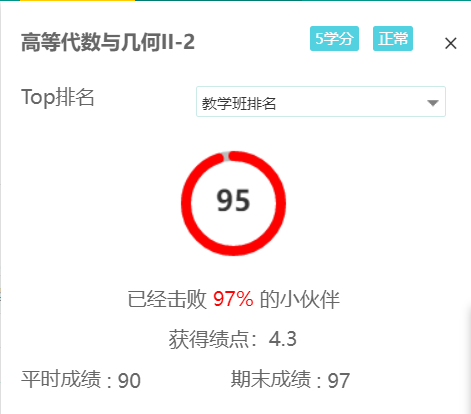 高等代数与几何II-2 5学分 正常 ×
Top排名 教学班排名
95
已经击败 97% 的小伙伴
获得绩点：4.3
平时成绩 : 90 期末成绩 : 97